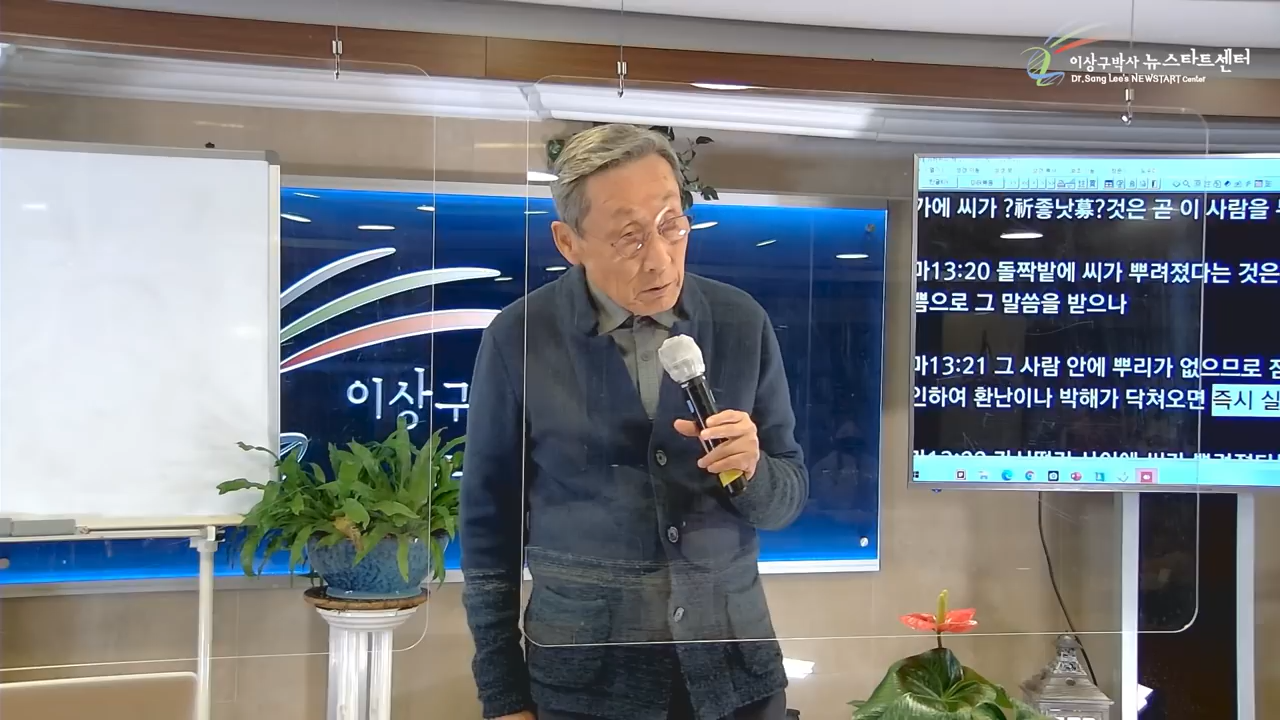 이상구박사 뉴스타트센터
Dr. Sang Lee's NEWSTART Center
가에 씨가 ?祈좋낫募?것은 곧 이 사람을
마13:20 돌짝밭에 씨가 뿌려졌다는 것은
쁨으로 그 말씀을 받으나
마13:21 그 사람 안에 뿌리가 없으므로 잠
인하여 환난이나 박해가 닥쳐오면 즉시 실
이상구